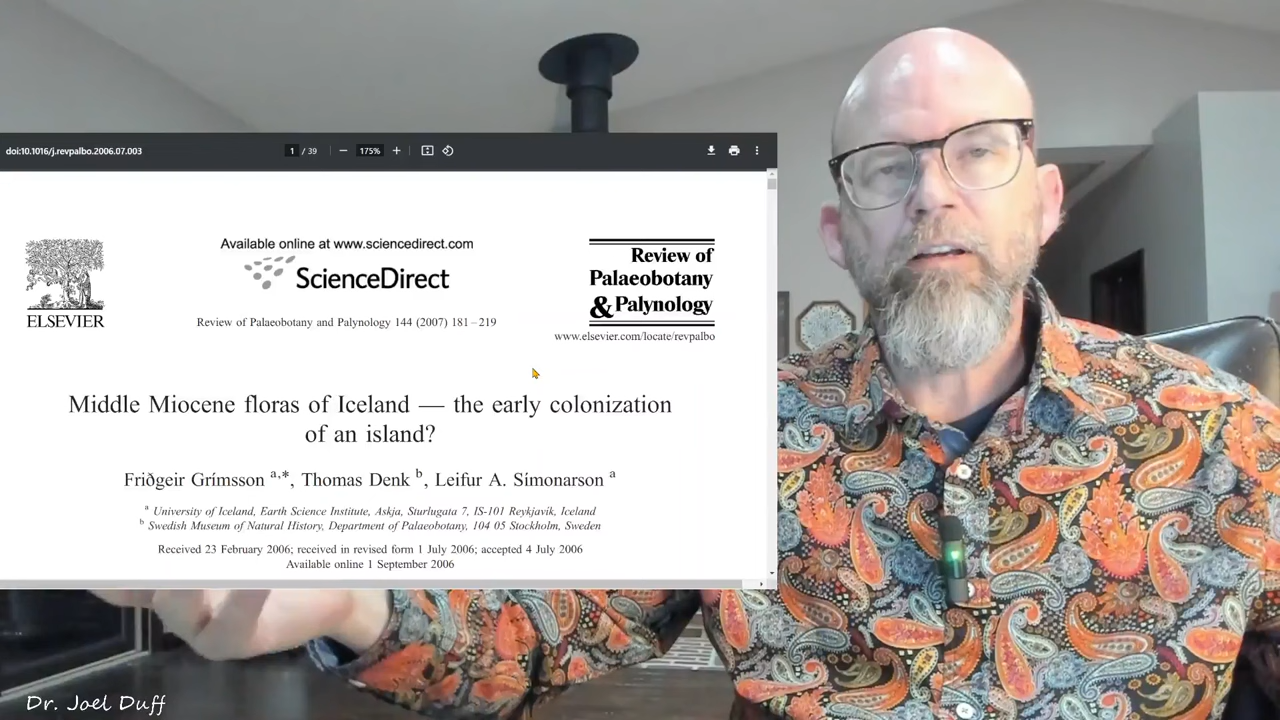 doi:10.1016/j.revpalbo.2006.07.003
1 / 39
175%
ELSEVIER
Available online at www.sciencedirect.com
ScienceDirect
Review of Palaeobotany and Palynology 144 (2007) 181–219
Review of
Palaeobotany
& Palynology
www.elsevier.com/locate/revpalbo
Middle Miocene floras of Iceland — the early colonization
of an island?
Friðgeir Grímsson a,*, Thomas Denk b, Leifur A. Símonarson a
a University of Iceland, Earth Science Institute, Askja, Sturlugata 7, IS-101 Reykjavik, Iceland
b Swedish Museum of Natural History, Department of Palaeobotany, 104 05 Stockholm, Sweden
Received 23 February 2006; received in revised form 1 July 2006; accepted 4 July 2006
Available online 1 September 2006
Dr. Joel Duff